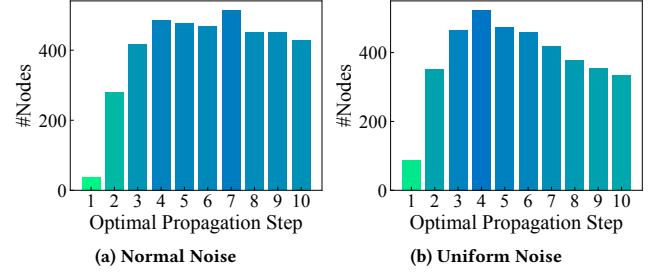 #Nodes
400
200
0
1 2 3 4 5 6 7 8 9 10
Optimal Propagation Step
(a) Normal Noise
#Nodes
400
200
0
1 2 3 4 5 6 7 8 9 10
Optimal Propagation Step
(b) Uniform Noise